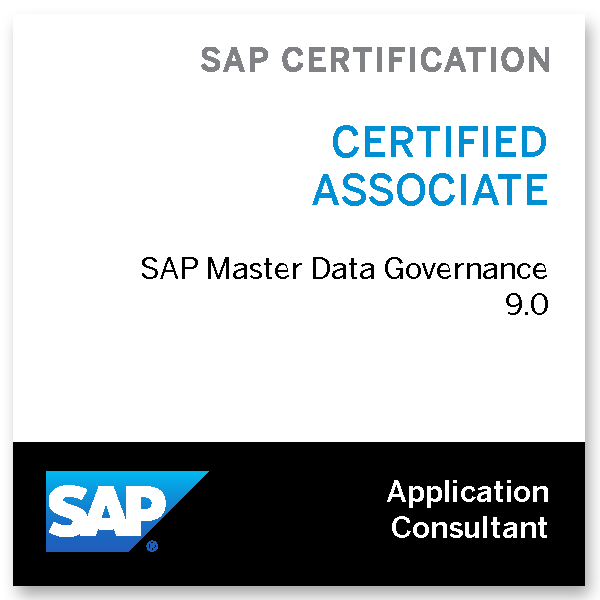 SAP CERTIFICATION
CERTIFIED
ASSOCIATE
SAP Master Data Governance
9.0
SAP®
Application
Consultant